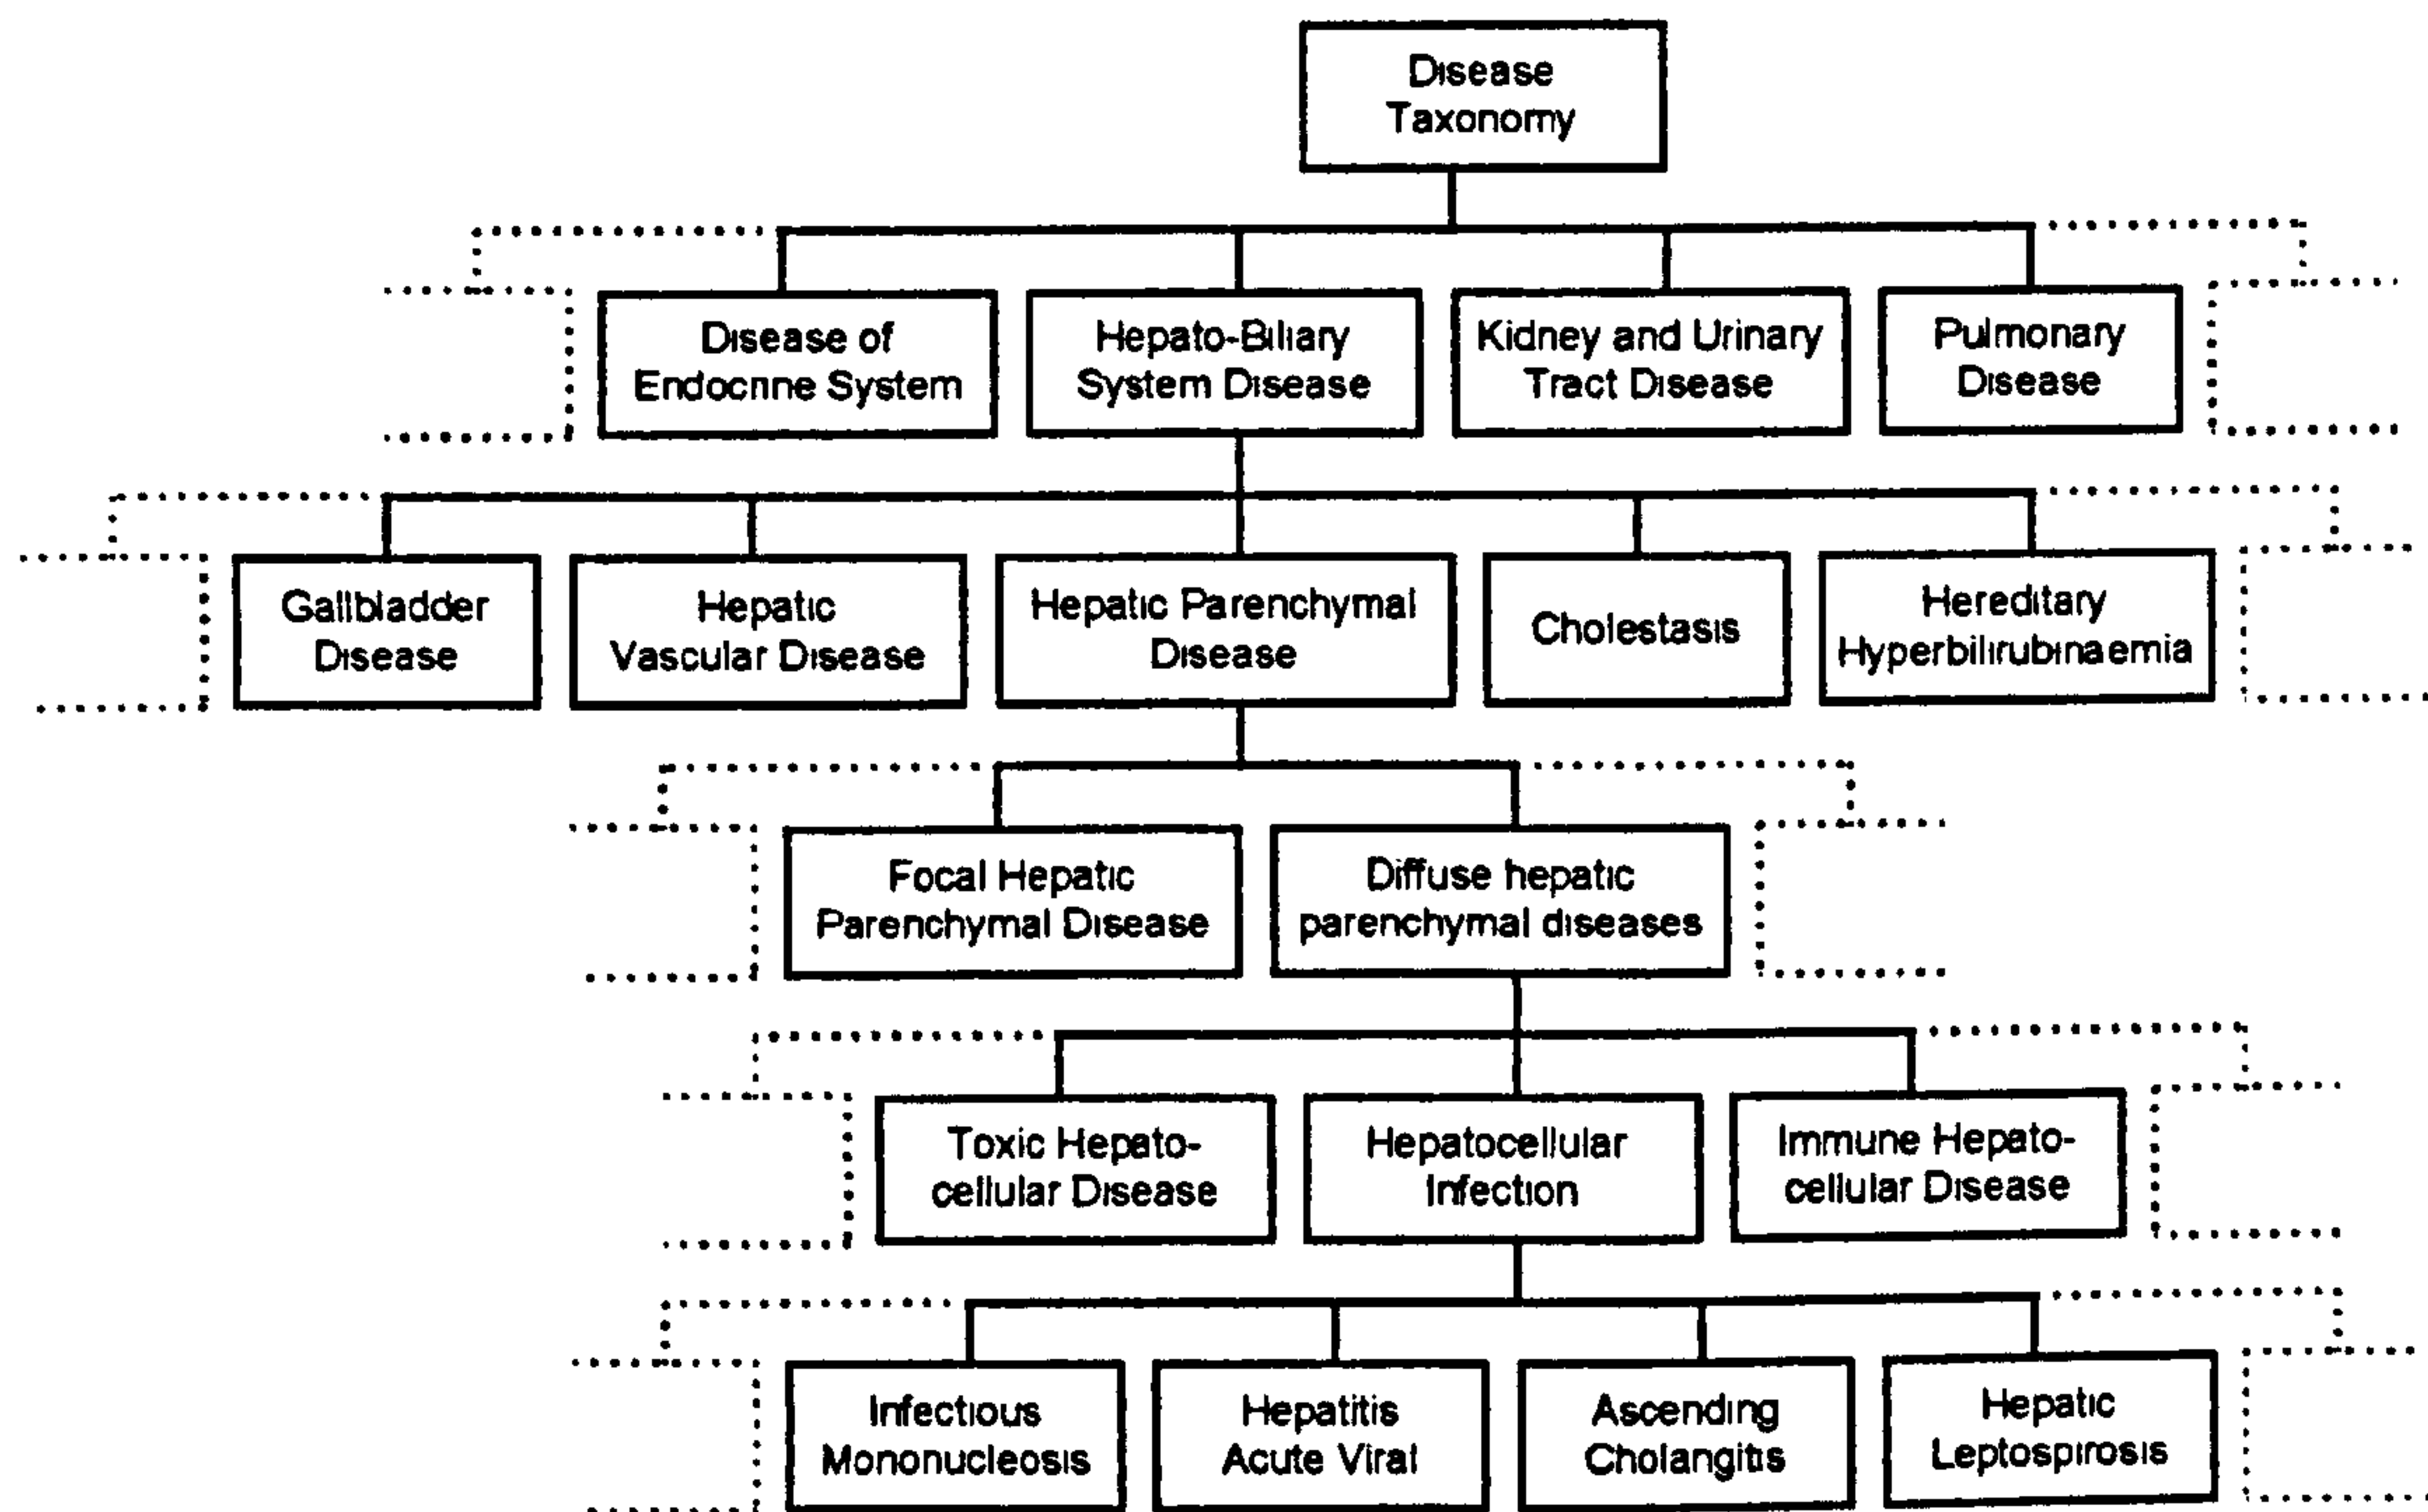 Disease
Taxonomy
Disease of
Endocrine System
Hepato-Biliary
System Disease
Kidney and Urinary
Tract Disease
Pulmonary
Disease
Gallbladder
Disease
Hepatic
Vascular Disease
Hepatic Parenchymal
Disease
Cholestasis
Hereditary
Hyperbilirubinaemia
Focal Hepatic
Parenchymal Disease
Diffuse hepatic
parenchymal diseases
Toxic Hepato-
cellular Disease
Hepatocellular
Infection
Immune Hepato-
cellular Disease
Infectious
Mononucleosis
Hepatitis
Acute Viral
Ascending
Cholangitis
Hepatic
Leptospirosis